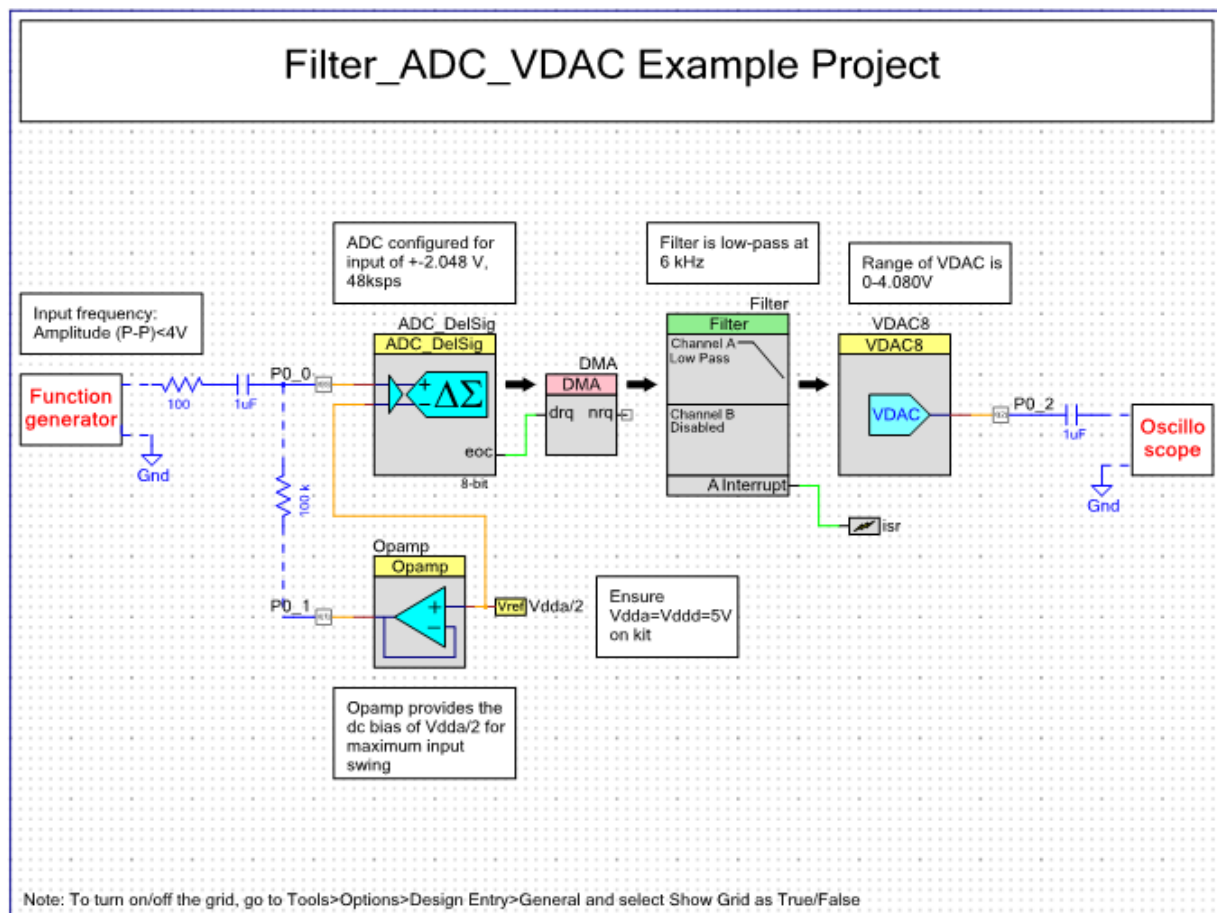 Filter_ADC_VDAC Example Project
ADC configured for
input of +-2.048 V,
48ksps
Filter is low-pass at
6 kHz
Range of VDAC is
0-4.080V
Input frequency:
Amplitude (P-P)<4V
Function
generator
100
1uF
Gnd
100 k
P0_0
ADC_DelSig
ADC_DelSig
+
−
ΔΣ
eoc
8-bit
DMA
DMA
drq
nrq
Filter
Filter
Channel A
Low Pass
Channel B
Disabled
A Interrupt
isr
VDAC8
VDAC8
VDAC
P0_2
1uF
Gnd
Oscillo
scope
Opamp
Opamp
+
−
P0_1
Vref
Vdda/2
Ensure
Vdda=Vddd=5V
on kit
Opamp provides the
dc bias of Vdda/2 for
maximum input
swing
Note: To turn on/off the grid, go to Tools>Options>Design Entry>General and select Show Grid as True/False